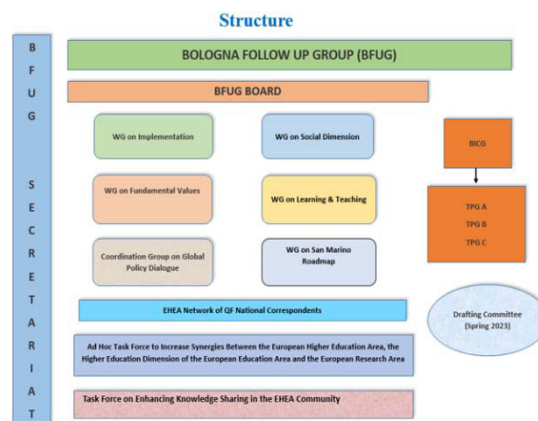 Structure
BFUG SECRETARIAT
BOLOGNA FOLLOW UP GROUP (BFUG)
BFUG BOARD
WG on Implementation
WG on Social Dimension
BICG
WG on Fundamental Values
WG on Learning & Teaching
TPG A
TPG B
TPG C
Coordination Group on Global
Policy Dialogue
WG on San Marino
Roadmap
EHEA Network of QF National Correspondents
Drafting Committee
(Spring 2023)
Ad Hoc Task Force to Increase Synergies Between the European Higher Education Area, the
Higher Education Dimension of the European Education Area and the European Research Area
Task Force on Enhancing Knowledge Sharing in the EHEA Community